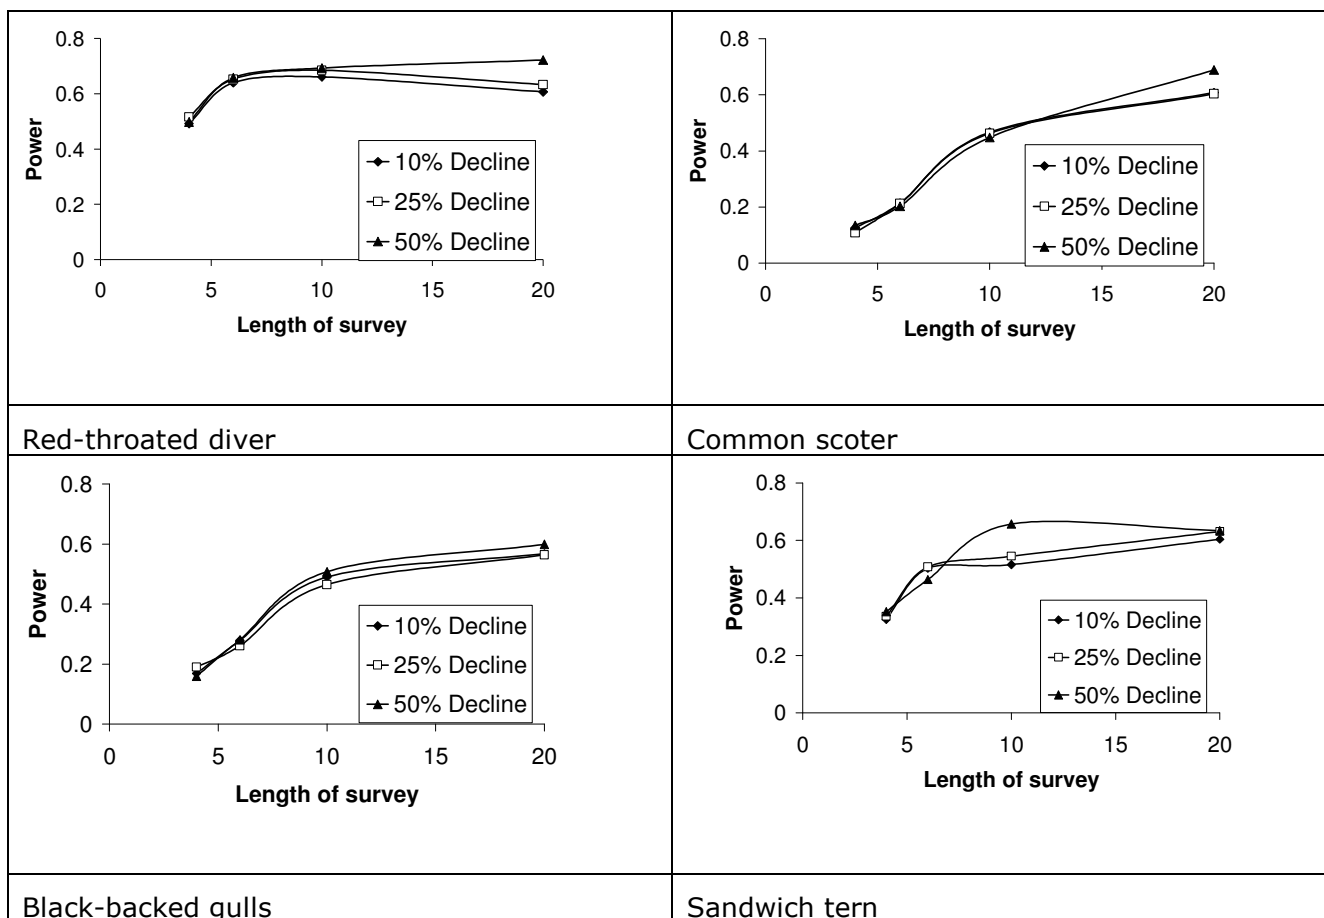 0.8
0.6
0.4
0.2
0
Power
10% Decline
25% Decline
50% Decline
0 5 10 15 20
Length of survey
0.8
0.6
0.4
0.2
0
Power
10% Decline
25% Decline
50% Decline
0 5 10 15 20
Length of survey
Red-throated diver
Common scoter
0.8
0.6
0.4
0.2
0
Power
10% Decline
25% Decline
50% Decline
0 5 10 15 20
Length of survey
0.8
0.6
0.4
0.2
0
Power
10% Decline
25% Decline
50% Decline
0 5 10 15 20
Length of survey
Black-backed gulls
Sandwich tern